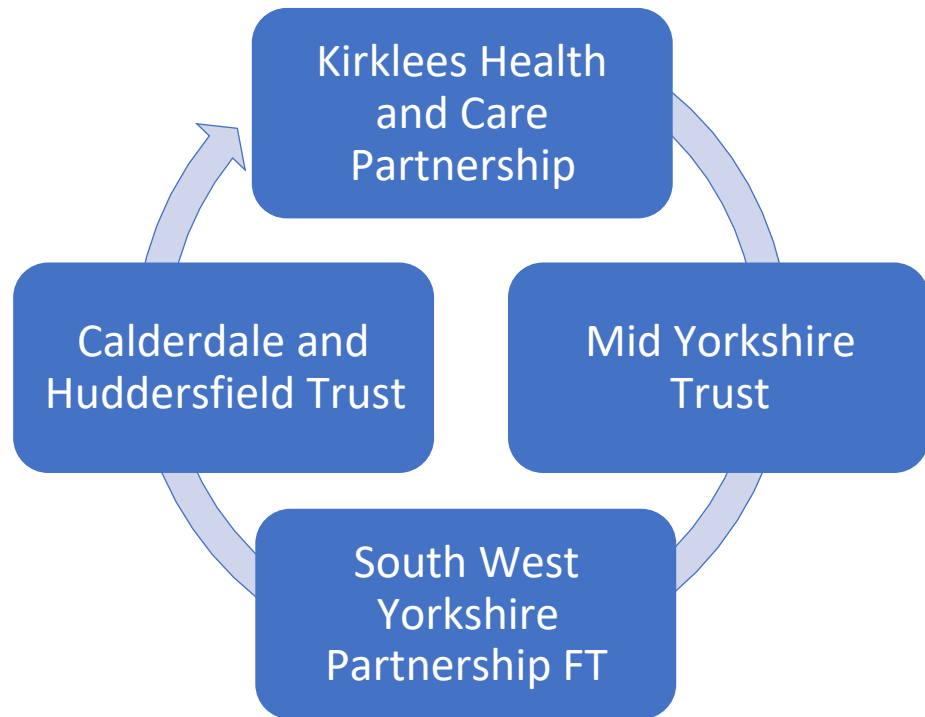 Kirklees Health
and Care
Partnership
Calderdale and
Huddersfield Trust
Mid Yorkshire
Trust
South West
Yorkshire
Partnership FT